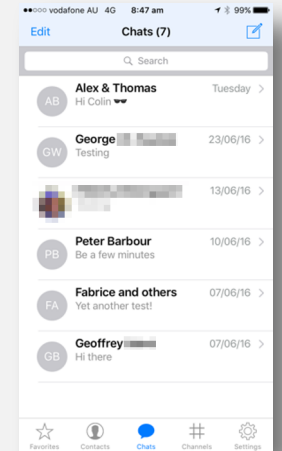 vodafone AU 4G 8:47 am 99%
Edit Chats (7)
Search
AB Alex & Thomas Tuesday
Hi Colin 🕶
GW George 23/06/16
Testing
13/06/16
PB Peter Barbour 10/06/16
Be a few minutes
FA Fabrice and others 07/06/16
Yet another test!
GB Geoffrey 07/06/16
Hi there
Favorites Contacts Chats Channels Settings